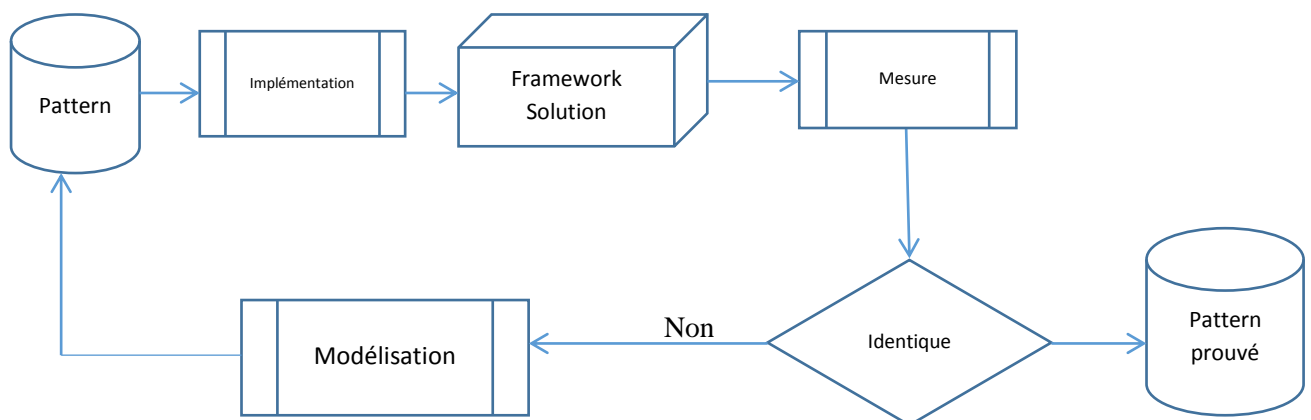 Pattern
Implémentation
Framework
Solution
Mesure
Non
Modélisation
Identique
Pattern
prouvé